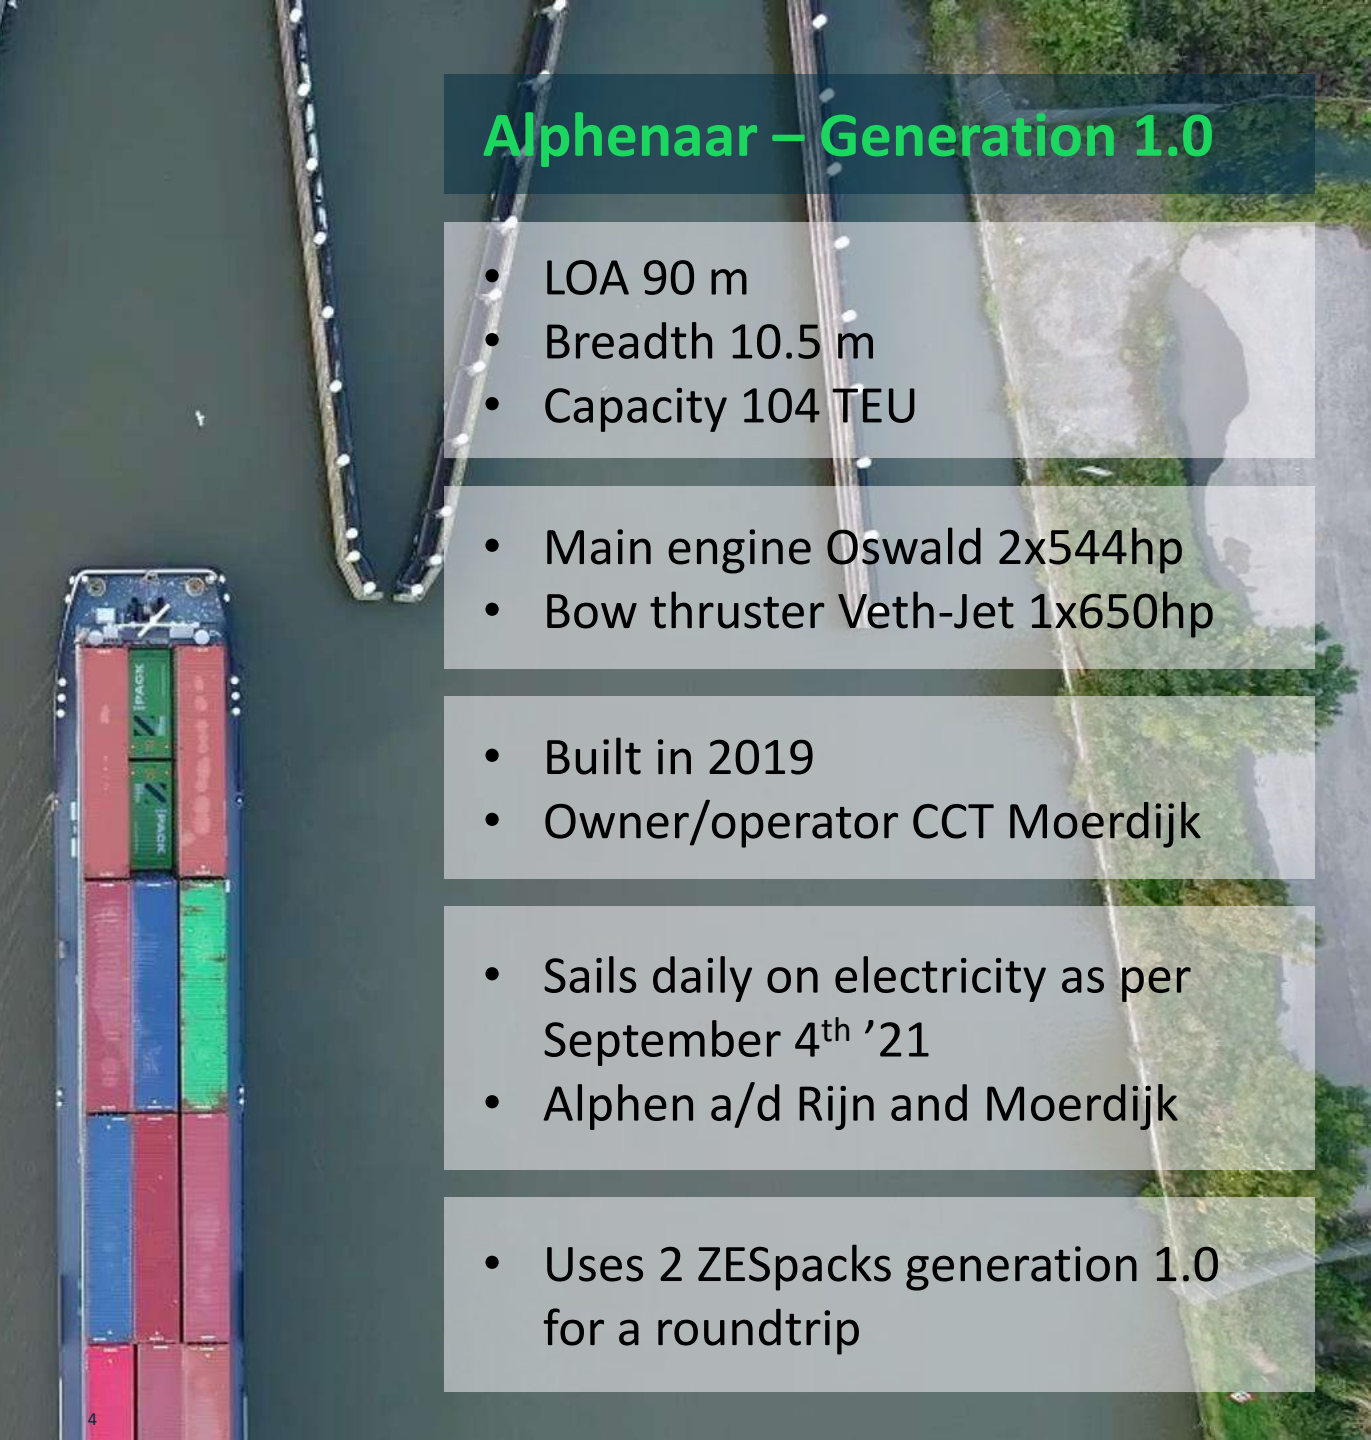 Alphenaar – Generation 1.0
• LOA 90 m
• Breadth 10.5 m
• Capacity 104 TEU
• Main engine Oswald 2x544hp
• Bow thruster Veth-Jet 1x650hp
• Built in 2019
• Owner/operator CCT Moerdijk
• Sails daily on electricity as per
September 4th ’21
• Alphen a/d Rijn and Moerdijk
• Uses 2 ZESpacks generation 1.0
for a roundtrip
PACK
PACK
4